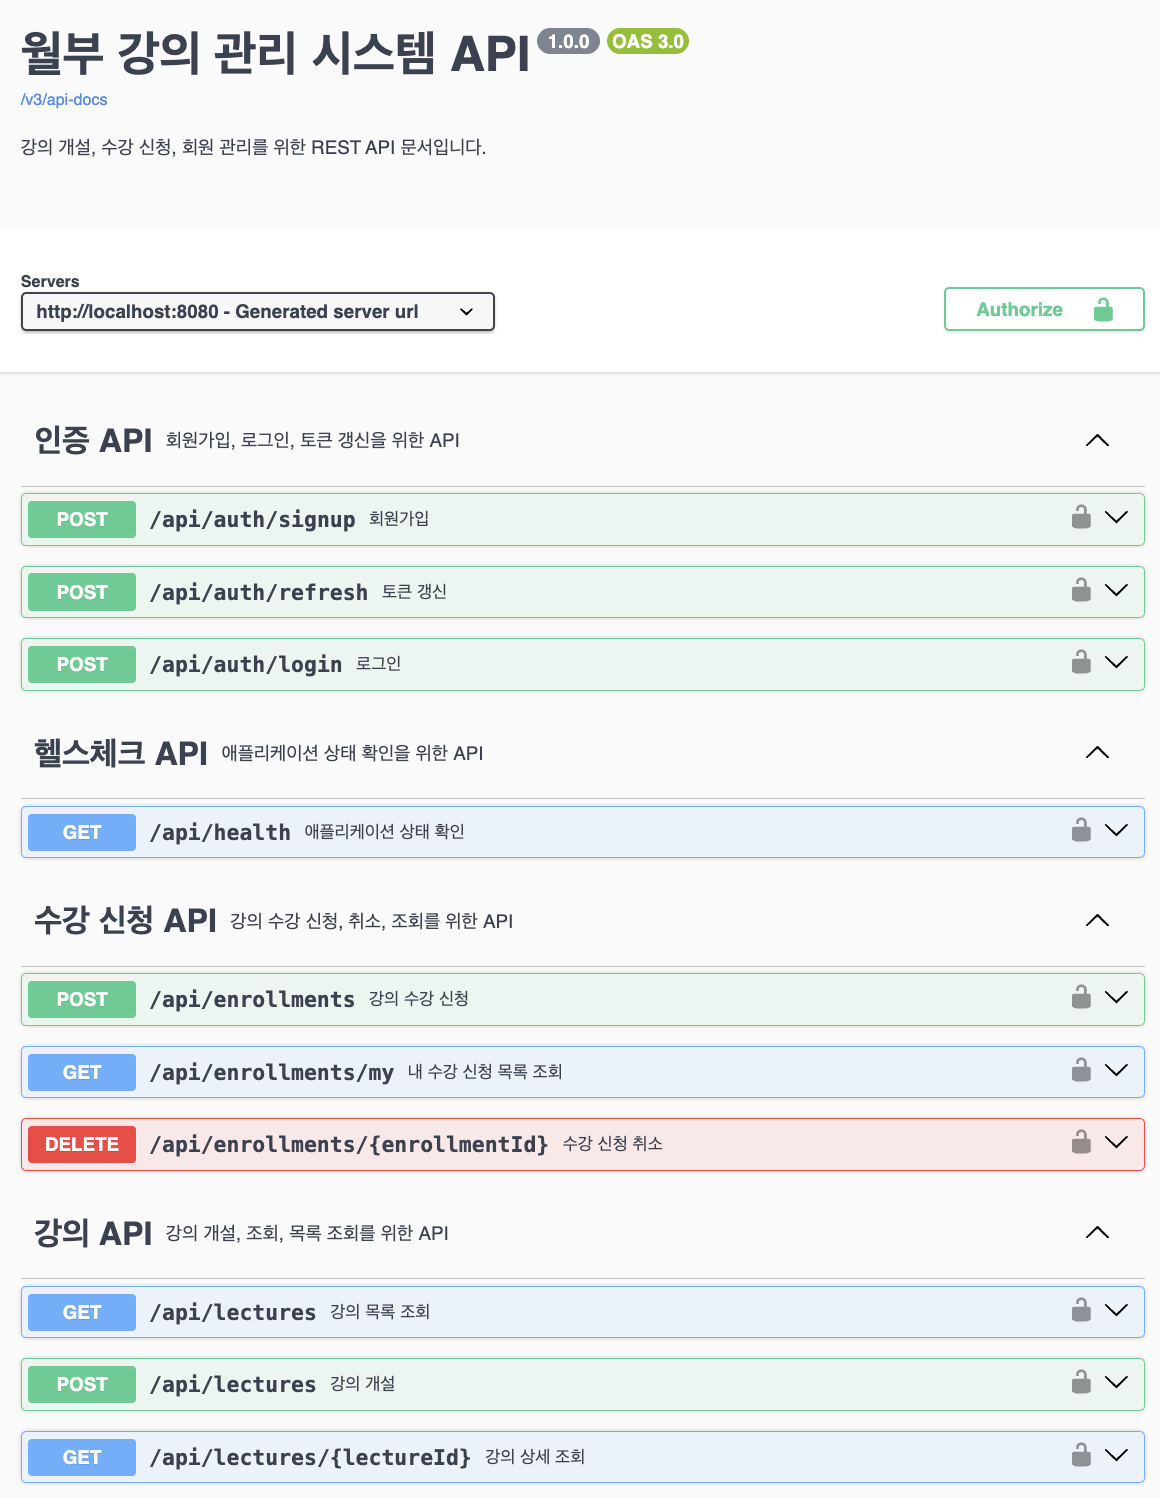 월부 강의 관리 시스템 API 1.0.0 OAS 3.0
/v3/api-docs
강의 개설, 수강 신청, 회원 관리를 위한 REST API 문서입니다.
Servers
http://localhost:8080 - Generated server url
Authorize
인증 API 회원가입, 로그인, 토큰 갱신을 위한 API
POST /api/auth/signup 회원가입
POST /api/auth/refresh 토큰 갱신
POST /api/auth/login 로그인
헬스체크 API 애플리케이션 상태 확인을 위한 API
GET /api/health 애플리케이션 상태 확인
수강 신청 API 강의 수강 신청, 취소, 조회를 위한 API
POST /api/enrollments 강의 수강 신청
GET /api/enrollments/my 내 수강 신청 목록 조회
DELETE /api/enrollments/{enrollmentId} 수강 신청 취소
강의 API 강의 개설, 조회, 목록 조회를 위한 API
GET /api/lectures 강의 목록 조회
POST /api/lectures 강의 개설
GET /api/lectures/{lectureId} 강의 상세 조회